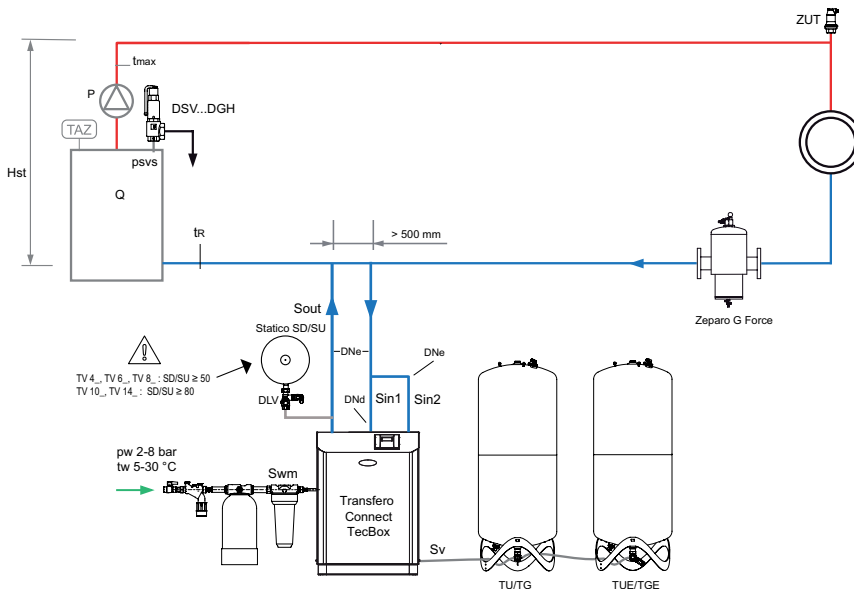 ZUT
tmax
P
DSV...DGH
TAZ
psvs
Hst
Q
tR
> 500 mm
Zeparo G Force
Sout
Statico SD/SU
DNe
DNe
TV 4_, TV 6_, TV 8_ : SD/SU ≥ 50
TV 10_, TV 14_ : SD/SU ≥ 80
DLV
DNd
Sin1
Sin2
pw 2-8 bar
tw 5-30 °C
Swm
Transfero
Connect
TecBox
Sv
TU/TG
TUE/TGE